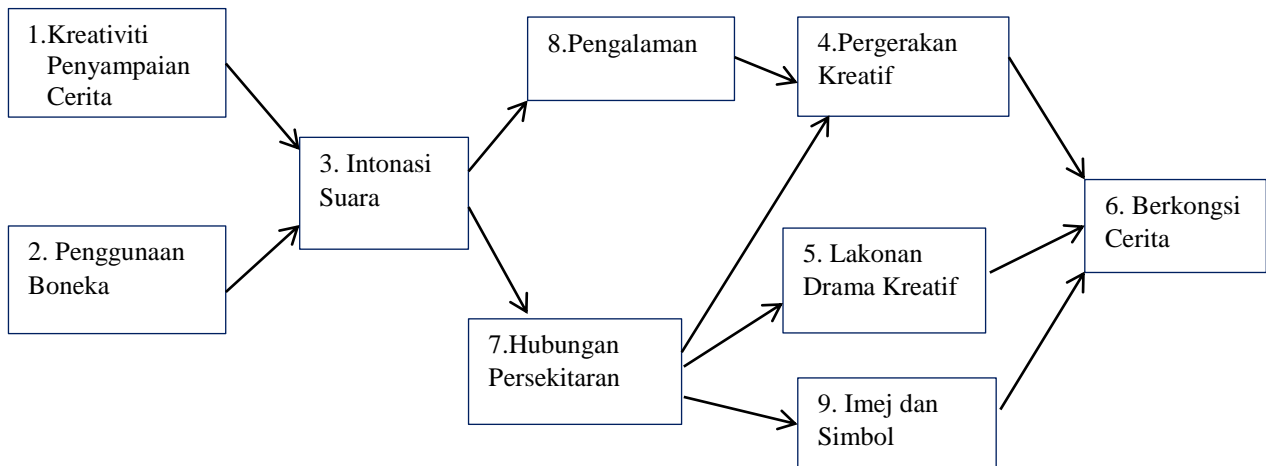 1.Kreativiti
Penyampaian
Cerita
2. Penggunaan
Boneka
3. Intonasi
Suara
8.Pengalaman
7.Hubungan
Persekitaran
4.Pergerakan
Kreatif
5. Lakonan
Drama Kreatif
9. Imej dan
Simbol
6. Berkongsi
Cerita